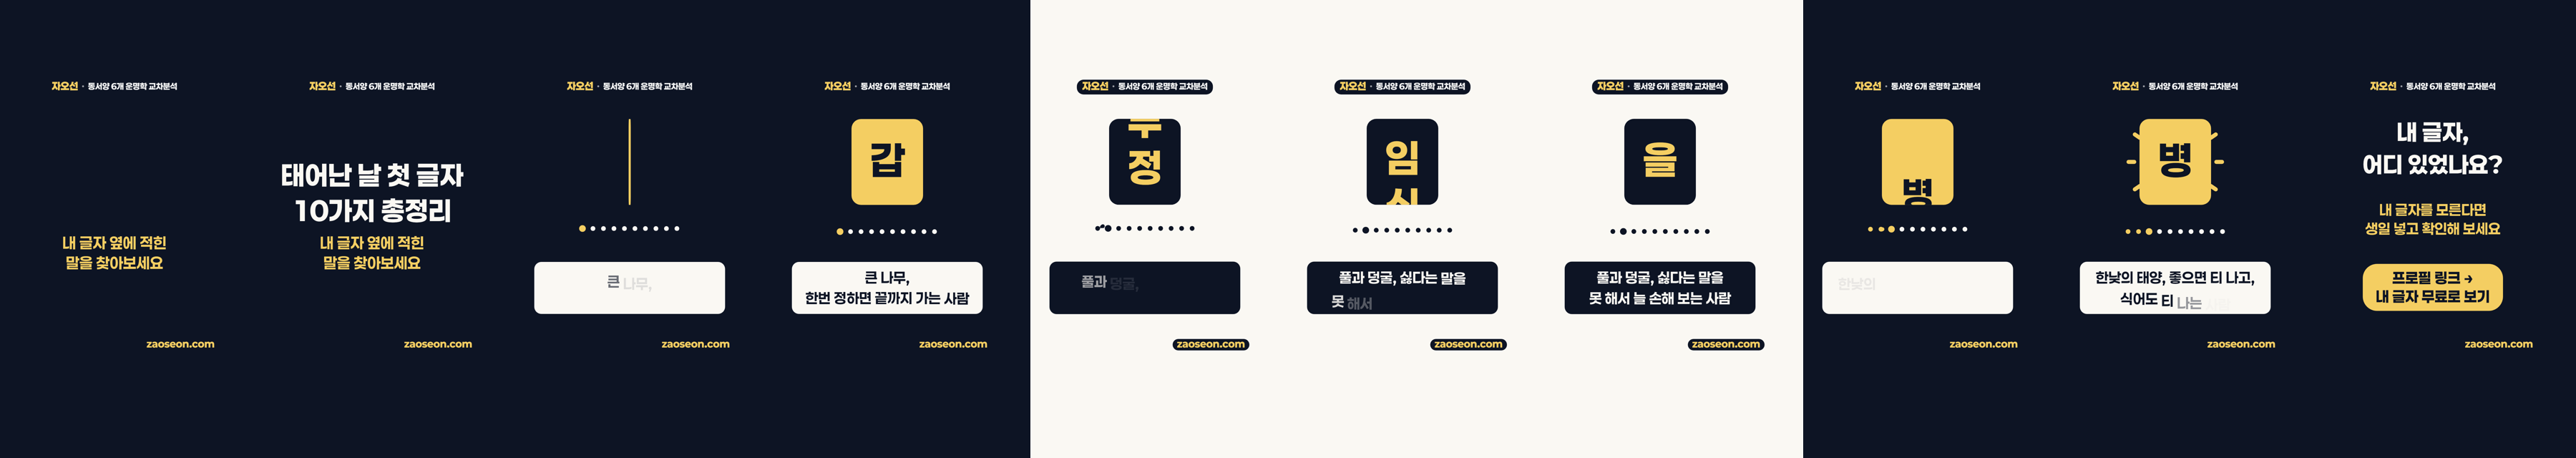 자오선 · 동서양 6개 운명학 교차분석
내 글자 옆에 적힌
말을 찾아보세요
zaoseon.com
자오선 · 동서양 6개 운명학 교차분석
태어난 날 첫 글자
10가지 총정리
내 글자 옆에 적힌
말을 찾아보세요
zaoseon.com
자오선 · 동서양 6개 운명학 교차분석
큰 나무,
zaoseon.com
자오선 · 동서양 6개 운명학 교차분석
갑
큰 나무,
한번 정하면 끝까지 가는 사람
zaoseon.com
자오선 · 동서양 6개 운명학 교차분석
정
풀과 덩굴,
zaoseon.com
자오선 · 동서양 6개 운명학 교차분석
임
풀과 덩굴, 싫다는 말을
못 해서
zaoseon.com
자오선 · 동서양 6개 운명학 교차분석
을
풀과 덩굴, 싫다는 말을
못 해서 늘 손해 보는 사람
zaoseon.com
자오선 · 동서양 6개 운명학 교차분석
병
한낮의
zaoseon.com
자오선 · 동서양 6개 운명학 교차분석
병
한낮의 태양, 좋으면 티 나고,
식어도 티 나는
zaoseon.com
자오선 · 동서양 6개 운명학 교차분석
내 글자,
어디 있었나요?
내 글자를 모른다면
생일 넣고 확인해 보세요
프로필 링크 →
내 글자 무료로 보기
zaoseon.com